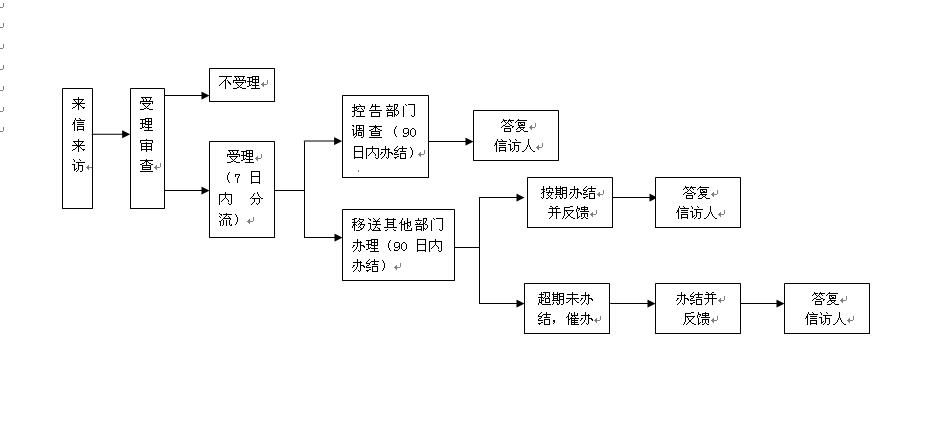 来
信
来
访
受
理
审
查
不受理
受理
（7 日
内 分
流）
控告部门
调查（90
日内办结）
答复
信访人
移送其他部门
办理（90 日内
办结）
按期办结
并反馈
答复
信访人
超期未办
结，催办
办结并
反馈
答复
信访人